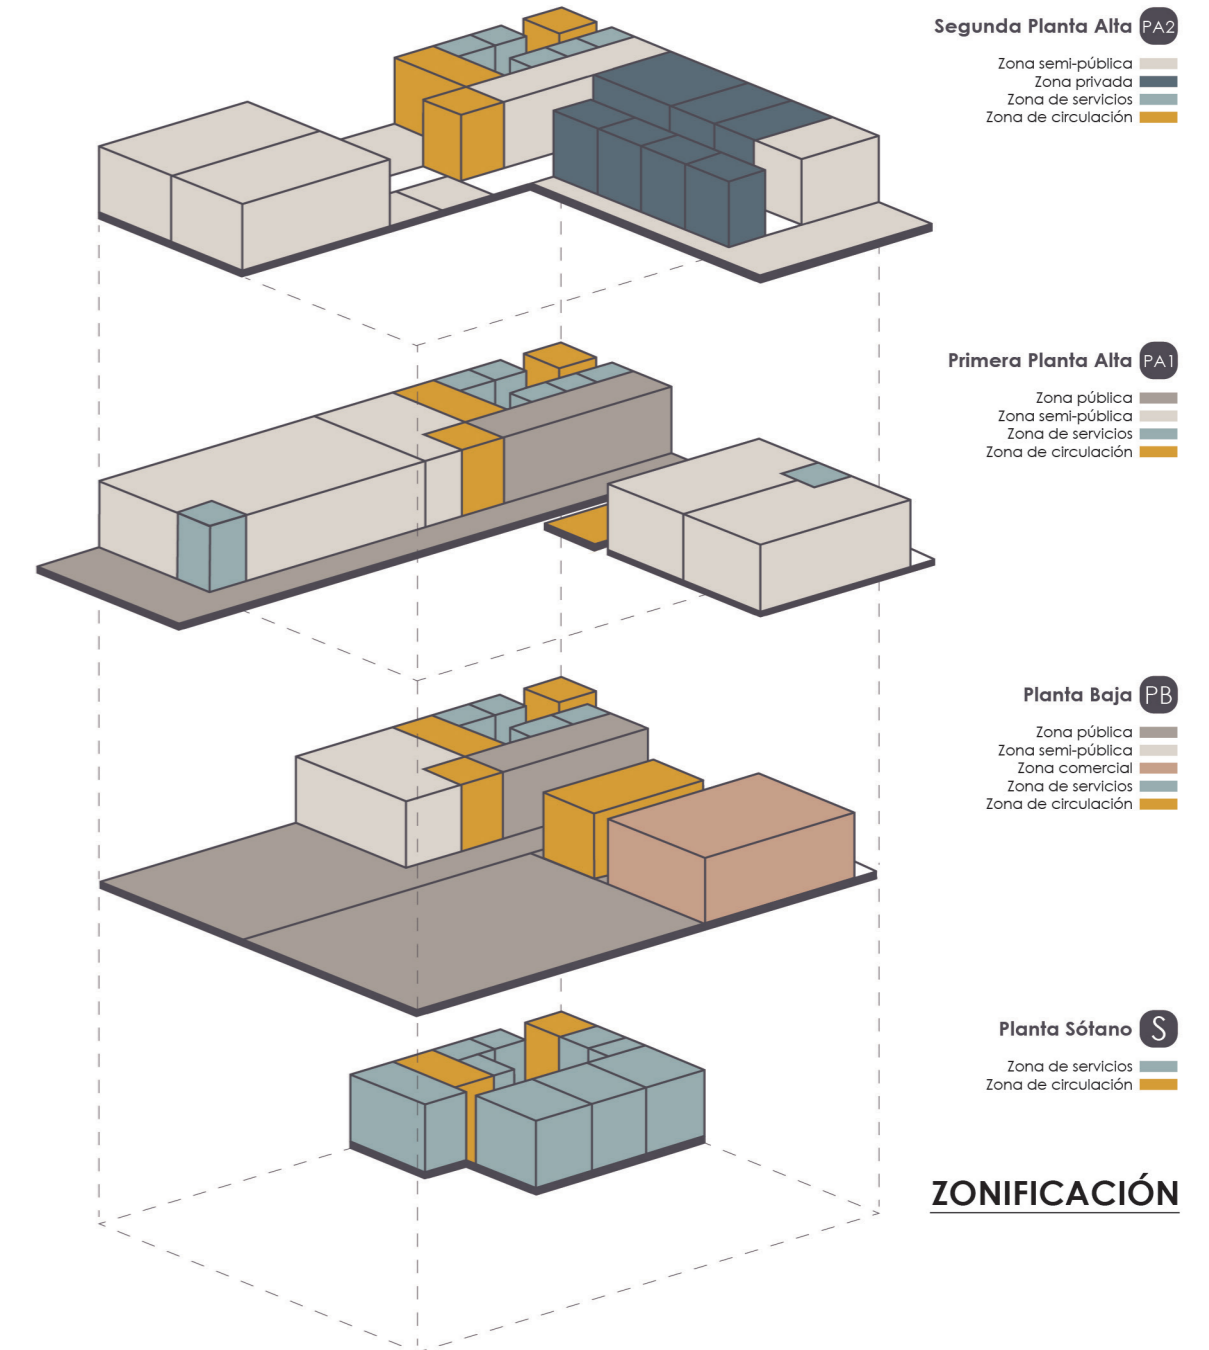 Segunda Planta Alta PA2
Zona semi-pública
Zona privada
Zona de servicios
Zona de circulación
Primera Planta Alta PA1
Zona pública
Zona semi-pública
Zona de servicios
Zona de circulación
Planta Baja PB
Zona pública
Zona semi-pública
Zona comercial
Zona de servicios
Zona de circulación
Planta Sótano S
Zona de servicios
Zona de circulación
ZONIFICACIÓN